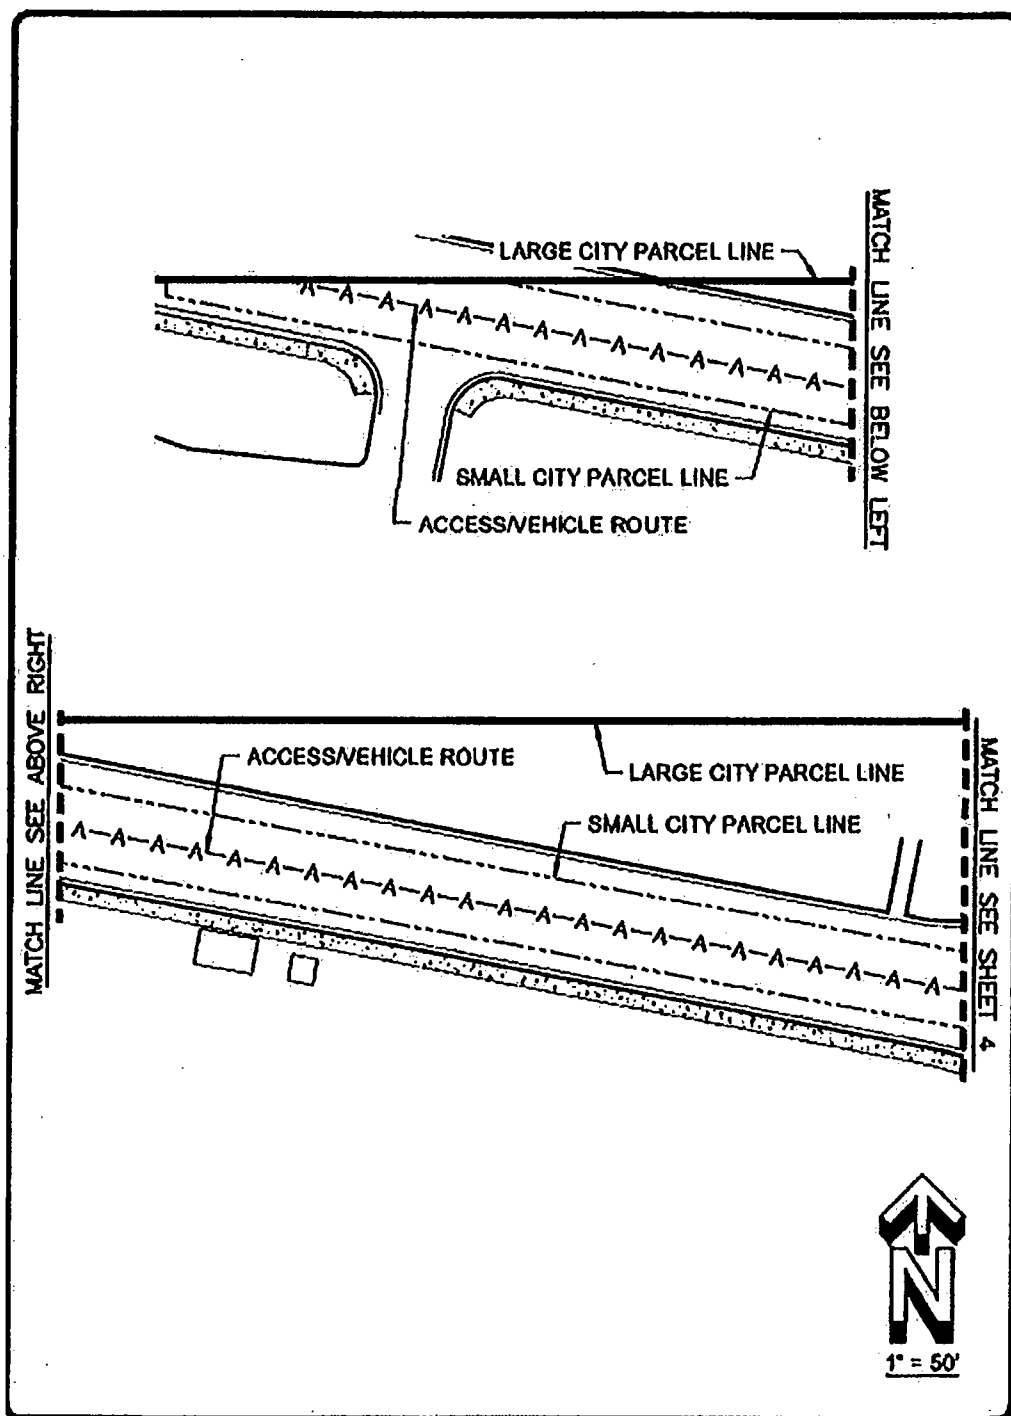 LARGE CITY PARCEL LINE
MATCH LINE SEE BELOW LEFT
A A A A A A A A A A A A A A
SMALL CITY PARCEL LINE
ACCESS/VEHICLE ROUTE
MATCH LINE SEE ABOVE RIGHT
ACCESS/VEHICLE ROUTE
LARGE CITY PARCEL LINE
SMALL CITY PARCEL LINE
MATCH LINE SEE SHEET 4
A A A A A A A A A A A A A A A A A A A A A A A
N
1" = 50'